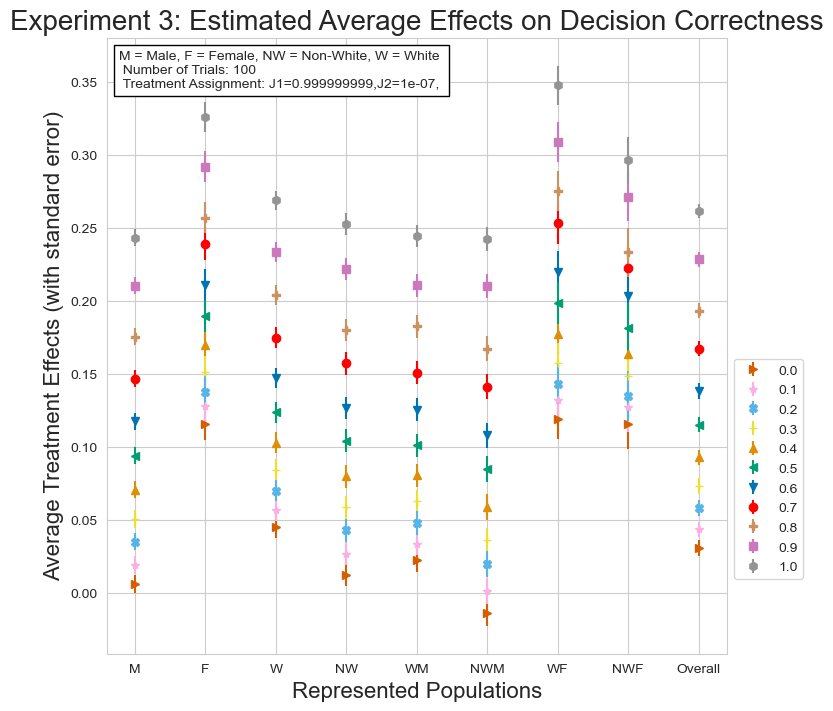 Experiment 3: Estimated Average Effects on Decision Correctness
M = Male, F = Female, NW = Non-White, W = White
Number of Trials: 100
Treatment Assignment: J1=0.999999999,J2=1e-07,
Average Treatment Effects (with standard error)
0.35
0.30
0.25
0.20
0.15
0.10
0.05
0.00
M F W NW WM NWM WF NWF Overall
Represented Populations
0.0
0.1
0.2
0.3
0.4
0.5
0.6
0.7
0.8
0.9
1.0